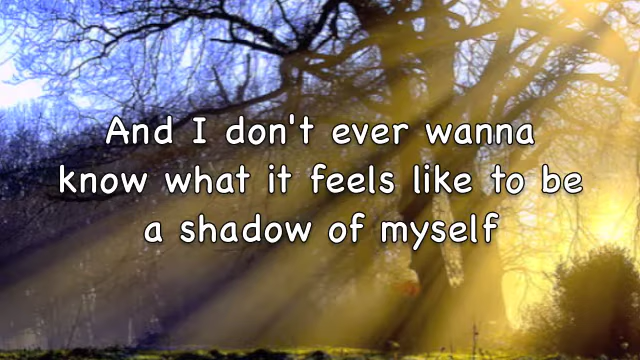 And I don't ever wanna
know what it feels like to be
a shadow of myself